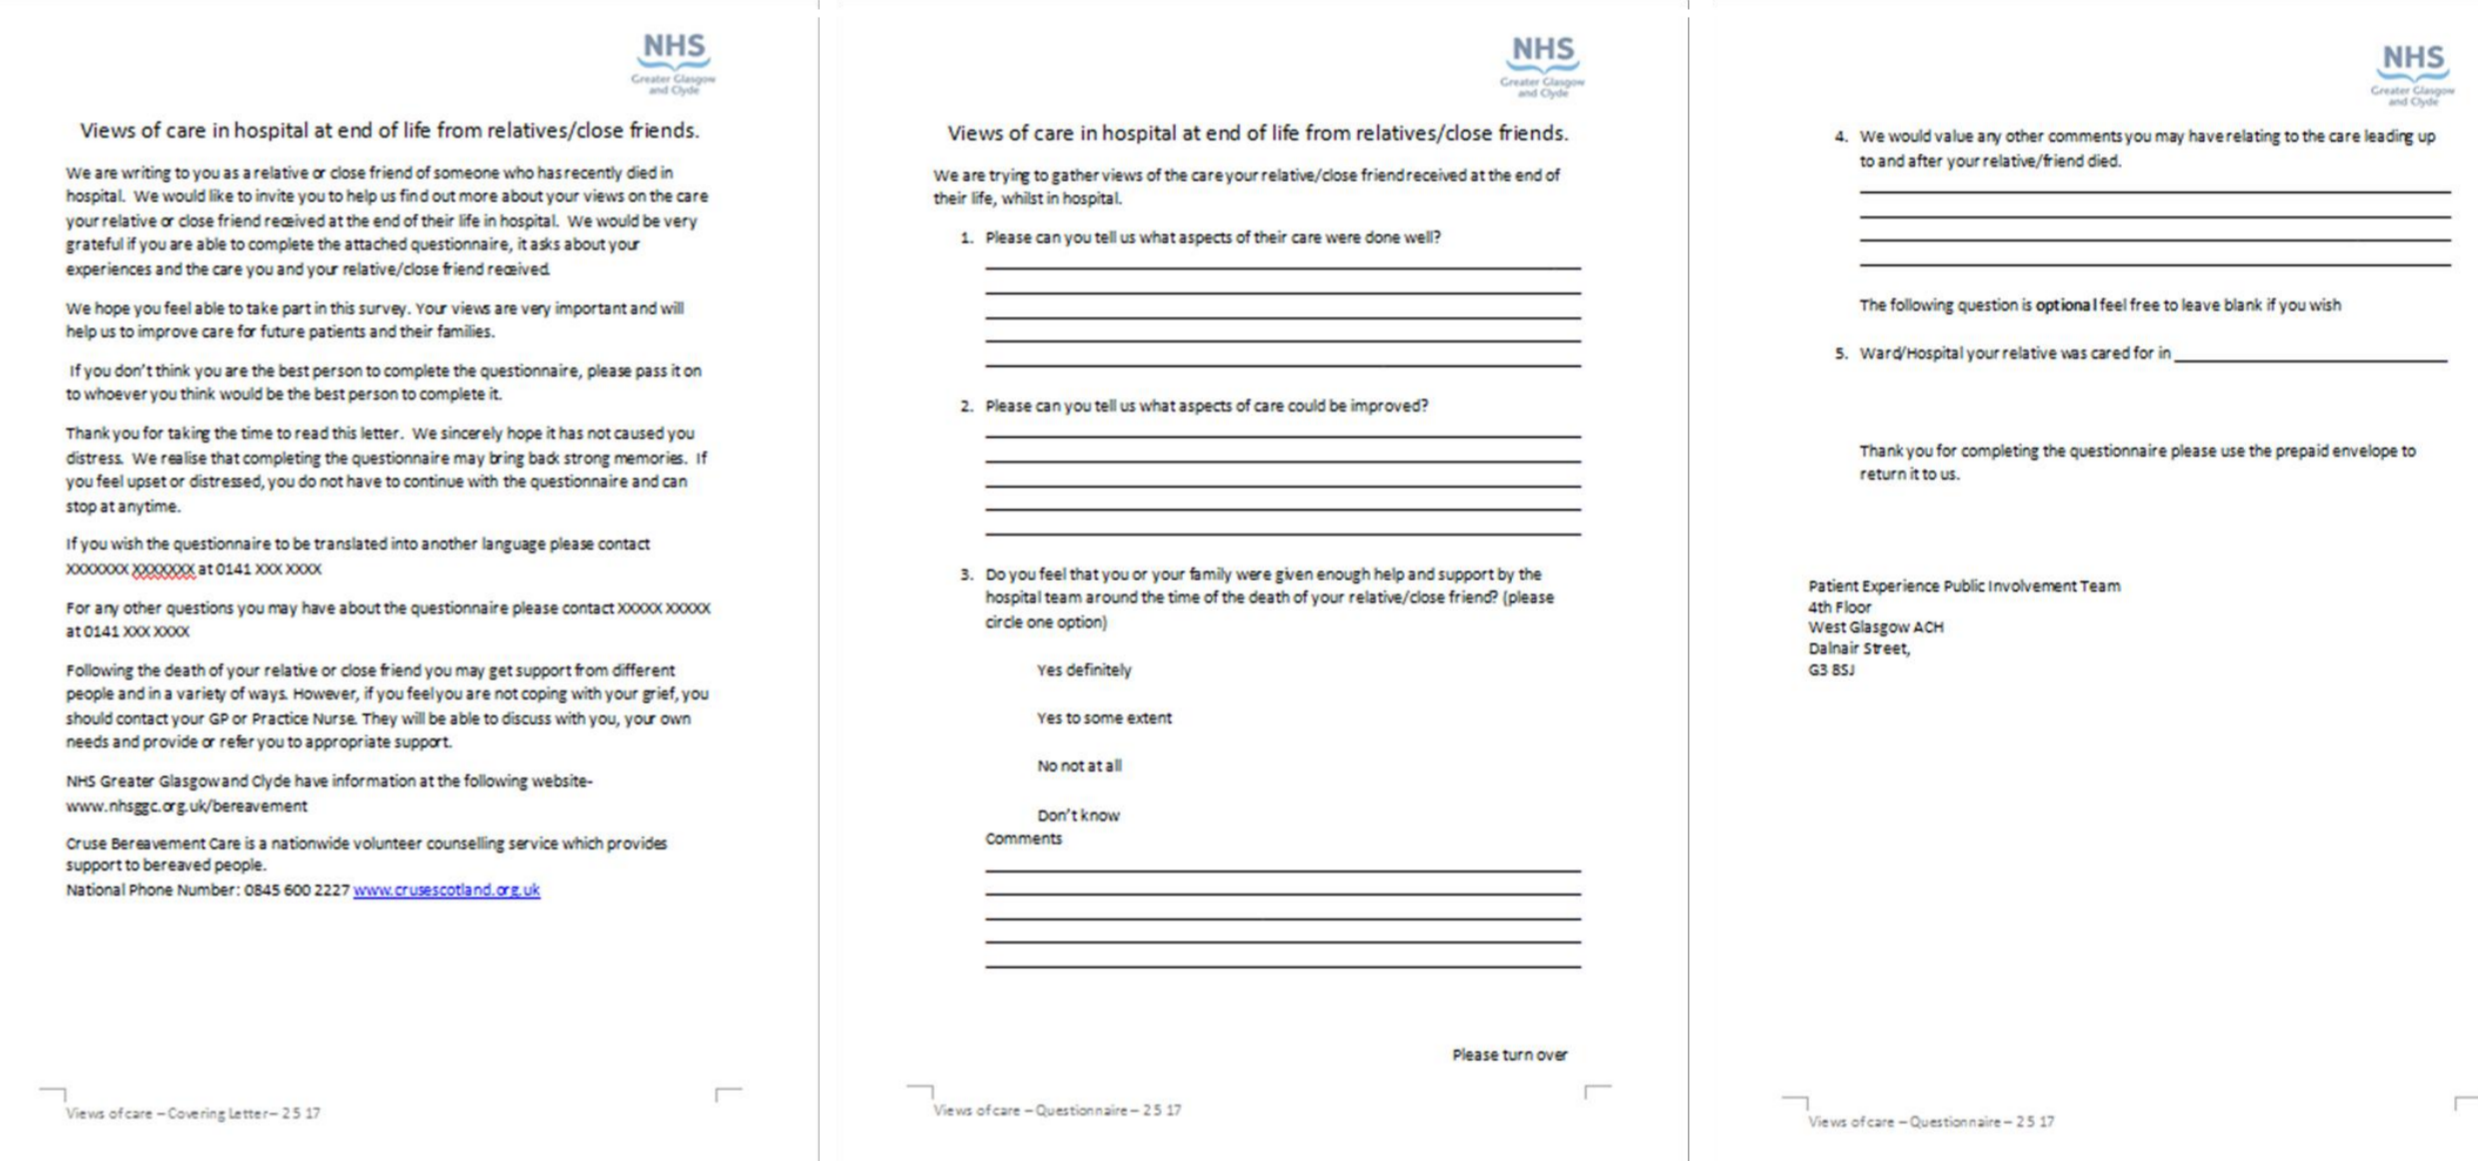 NHS
Greater Glasgow
and Clyde
Views of care in hospital at end of life from relatives/close friends.
We are writing to you as a relative or close friend of someone who has recently died in
hospital. We would like to invite you to help us find out more about your views on the care
your relative or close friend received at the end of their life in hospital. We would be very
grateful if you are able to complete the attached questionnaire, it asks about your
experiences and the care you and your relative/close friend received.
We hope you feel able to take part in this survey. Your views are very important and will
help us to improve care for future patients and their families.
If you don't think you are the best person to complete the questionnaire, please pass it on
to whoever you think would be the best person to complete it.
Thank you for taking the time to read this letter. We sincerely hope it has not caused you
distress. We realise that completing the questionnaire may bring back strong memories. If
you feel upset or distressed, you do not have to continue with the questionnaire and can
stop at anytime.
If you wish the questionnaire to be translated into another language please contact
XXXXXXX XXXXXXX at 0141 XXX XXXX
For any other questions you may have about the questionnaire please contact XXXXX XXXXX
at 0141 XXX XXXX
Following the death of your relative or close friend you may get support from different
people and in a variety of ways. However, if you feel you are not coping with your grief, you
should contact your GP or Practice Nurse. They will be able to discuss with you, your own
needs and provide or refer you to appropriate support.
NHS Greater Glasgow and Clyde have information at the following website-
www.nhsggc.org.uk/bereavement
Cruse Bereavement Care is a nationwide volunteer counselling service which provides
support to bereaved people.
National Phone Number: 0845 600 2227 www.crusescotland.org.uk
Views of care – Covering Letter – 2 5 17
NHS
Greater Glasgow
and Clyde
Views of care in hospital at end of life from relatives/close friends.
We are trying to gather views of the care your relative/close friend received at the end of
their life, whilst in hospital.
1. Please can you tell us what aspects of their care were done well?
2. Please can you tell us what aspects of care could be improved?
3. Do you feel that you or your family were given enough help and support by the
hospital team around the time of the death of your relative/close friend? (please
circle one option)
Yes definitely
Yes to some extent
No not at all
Don't know
Comments
Please turn over
Views of care – Questionnaire – 2 5 17
NHS
Greater Glasgow
and Clyde
4. We would value any other comments you may have relating to the care leading up
to and after your relative/friend died.
The following question is optional feel free to leave blank if you wish
5. Ward/Hospital your relative was cared for in
Thank you for completing the questionnaire please use the prepaid envelope to
return it to us.
Patient Experience Public Involvement Team
4th Floor
West Glasgow ACH
Dalnair Street,
G3 8SJ
Views of care – Questionnaire – 2 5 17